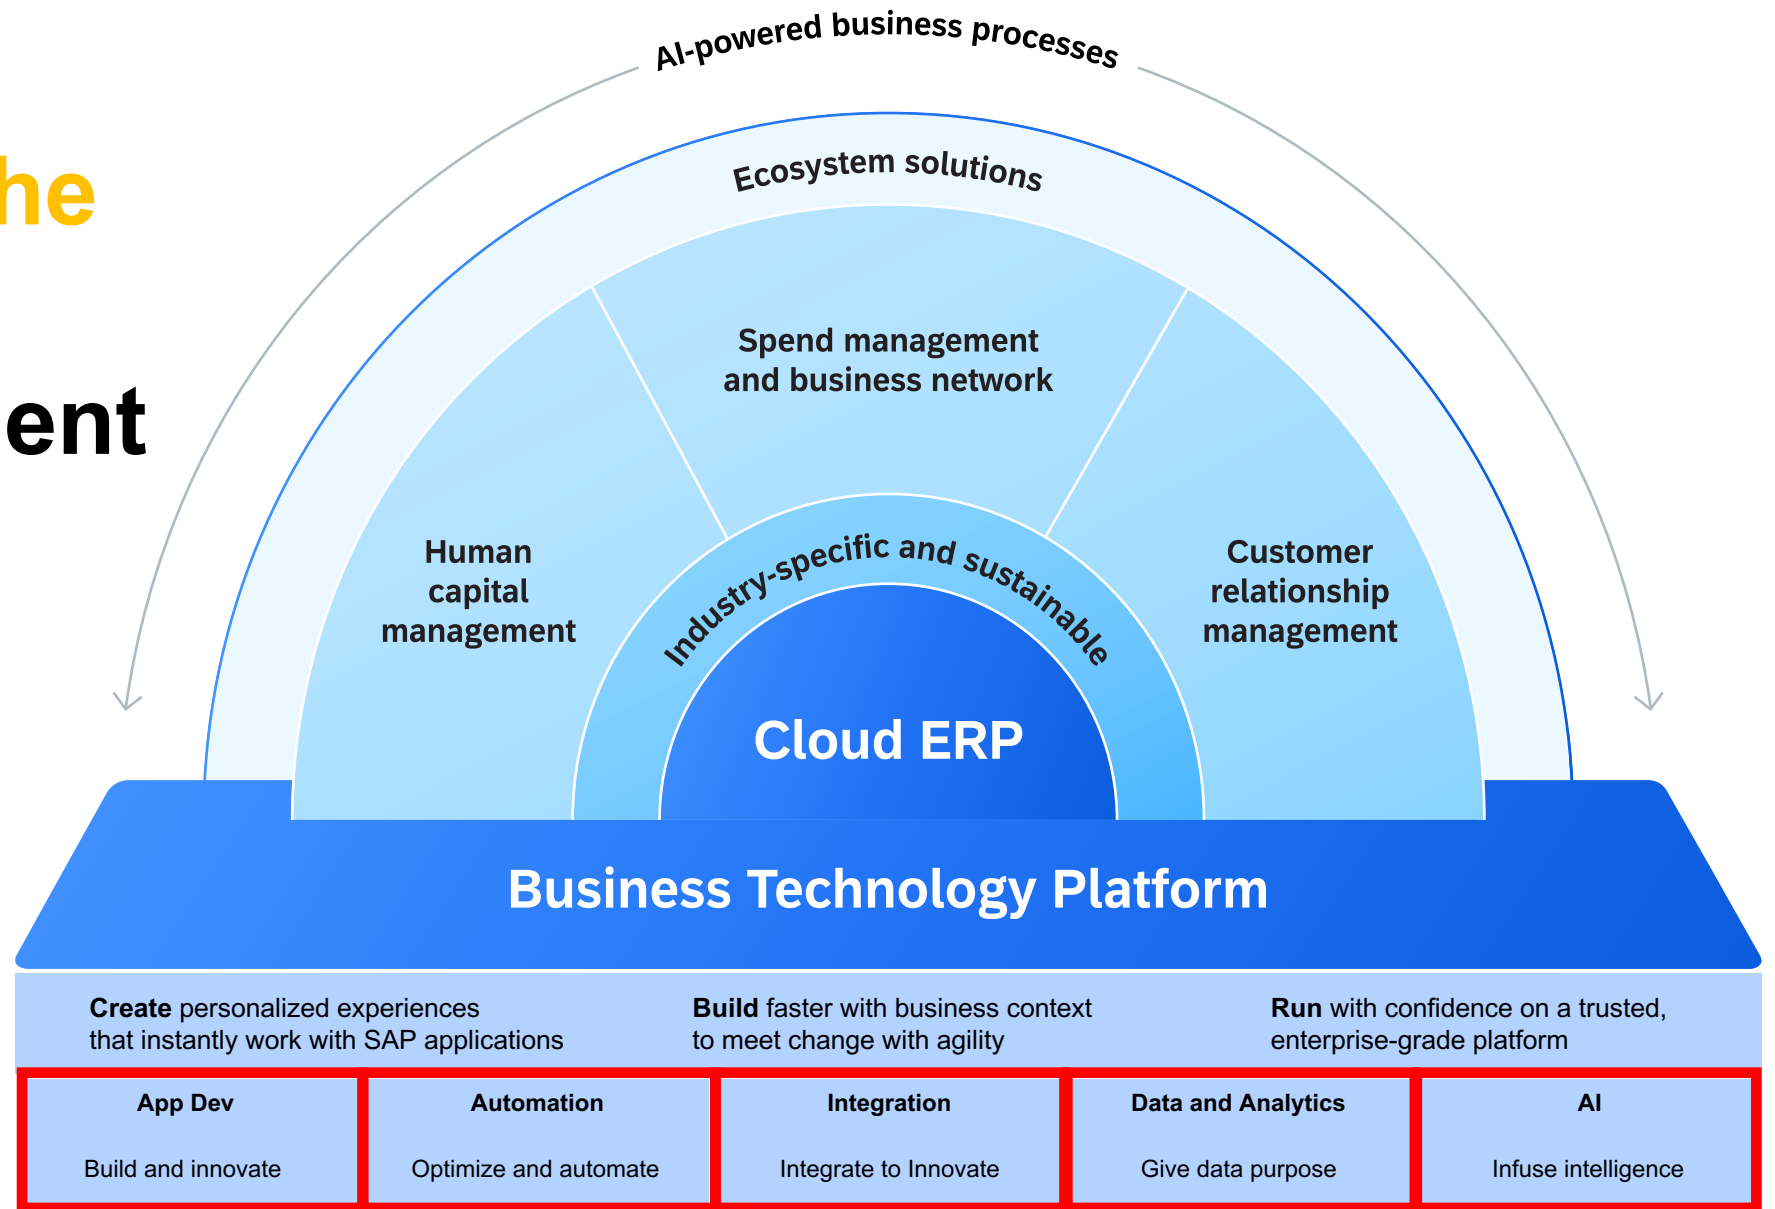 AI-powered business processes
he
ent
Ecosystem solutions
Spend management
and business network
Human
capital
management
Customer
relationship
management
Industry-specific and sustainable
Cloud ERP
Business Technology Platform
Create personalized experiences
that instantly work with SAP applications
Build faster with business context
to meet change with agility
Run with confidence on a trusted,
enterprise-grade platform
App Dev
Build and innovate
Automation
Optimize and automate
Integration
Integrate to Innovate
Data and Analytics
Give data purpose
AI
Infuse intelligence